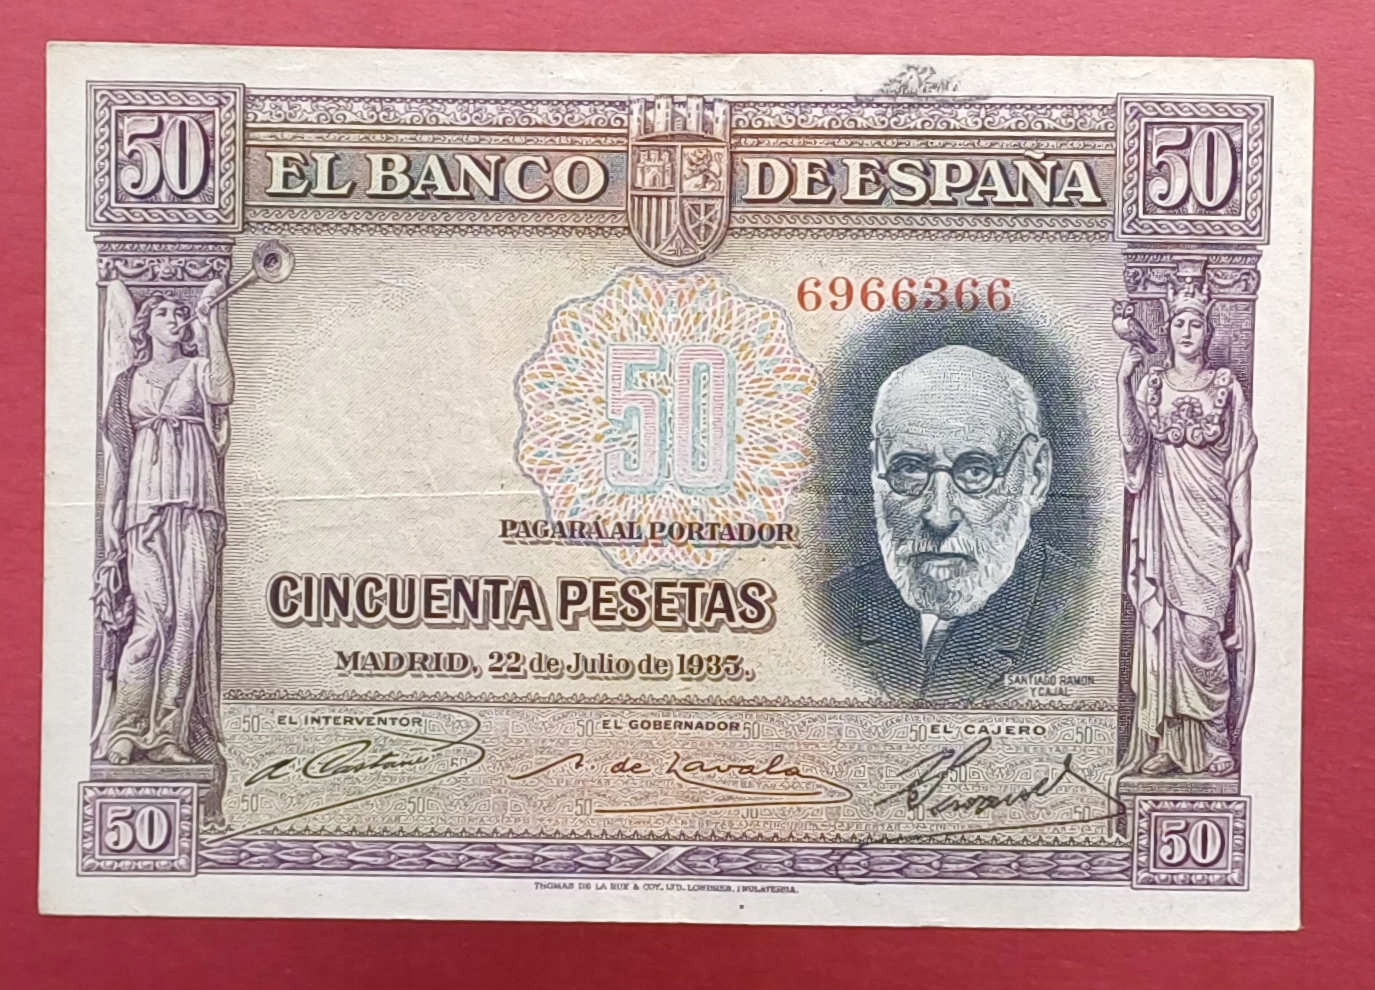 50 EL BANCO DE ESPAÑA 50
6966366
50
PAGARÁ AL PORTADOR
CINCUENTA PESETAS
MADRID, 22 de Julio de 1935.
SANTIAGO RAMON
Y CAJAL
EL INTERVENTOR EL GOBERNADOR EL CAJERO
50 50
THOMAS DE LA RUE & COY. LTD. LONDRES. INGLATERRA.